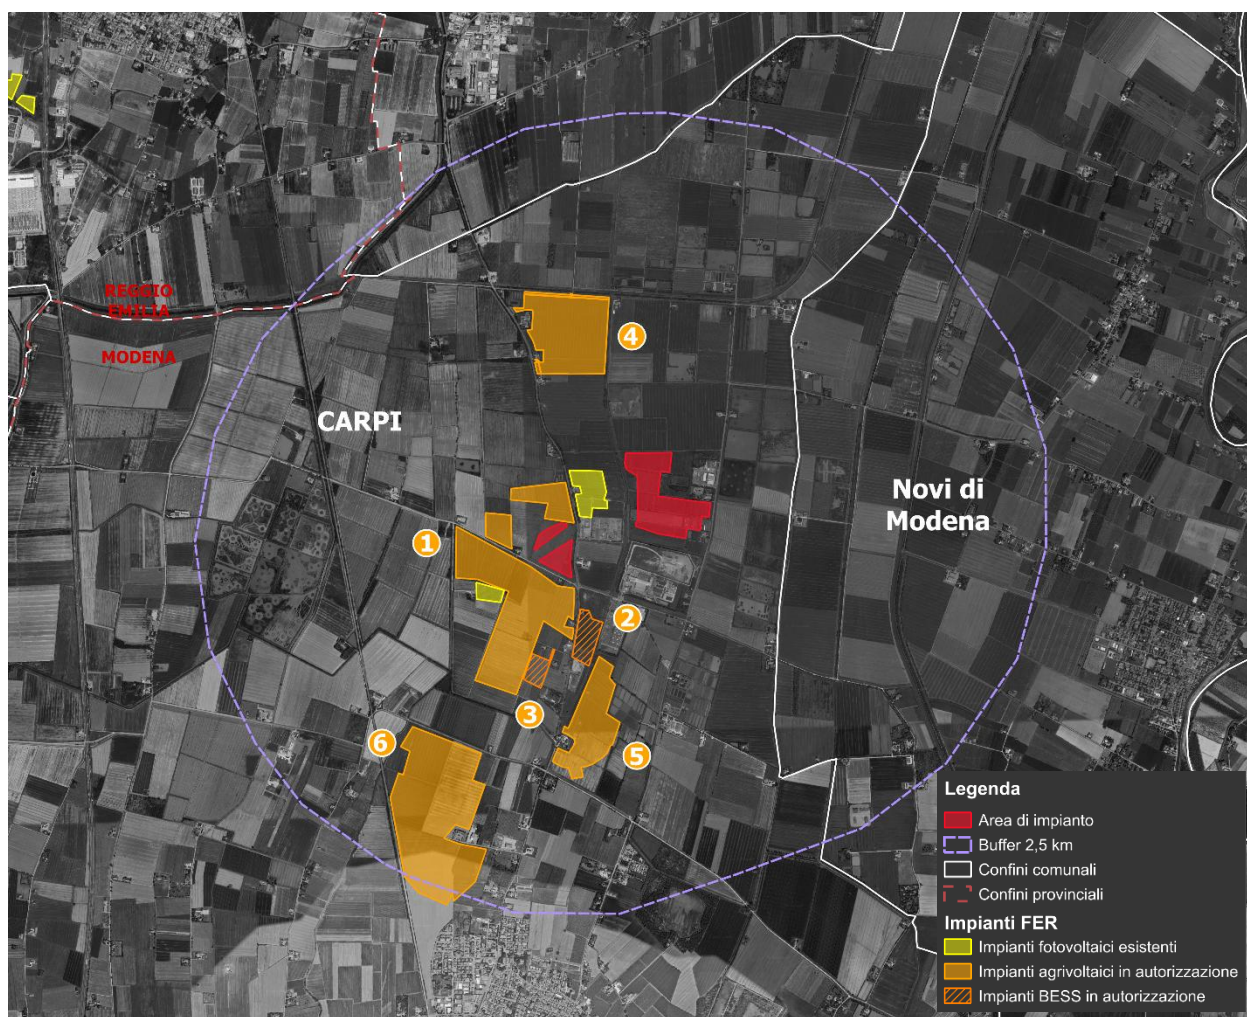 REGGIO
EMILIA
MODENA
4
CARPI
Novi di
Modena
1
2
3
6
5
Legenda
Area di impianto
Buffer 2,5 km
Confini comunali
Confini provinciali
Impianti FER
Impianti fotovoltaici esistenti
Impianti agrivoltaici in autorizzazione
Impianti BESS in autorizzazione